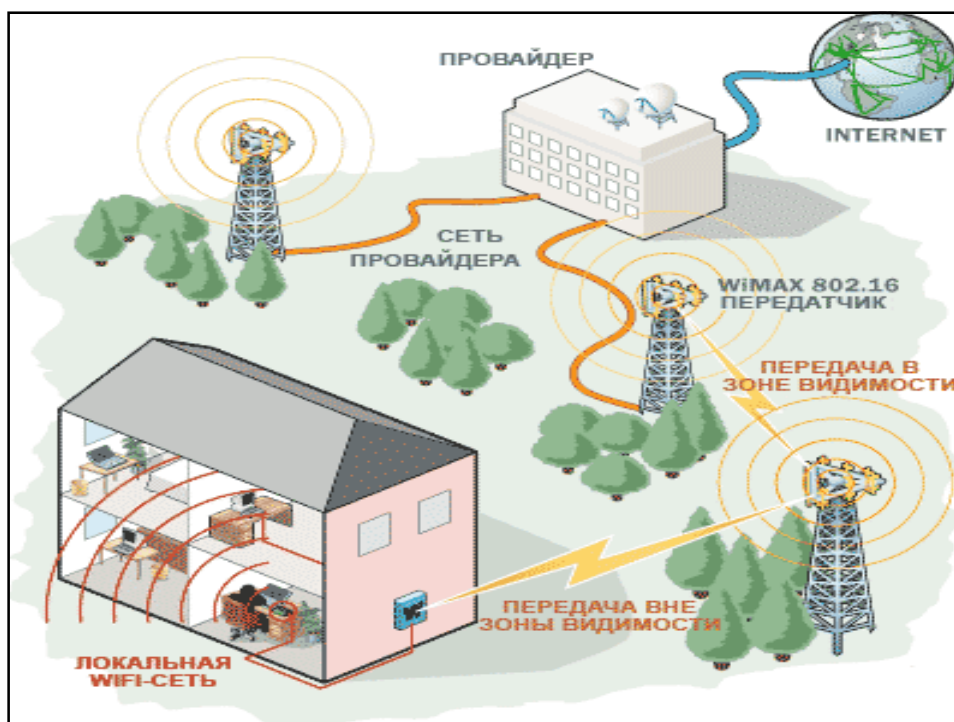 ПРОВАЙДЕР
INTERNET
СЕТЬ
ПРОВАЙДЕРА
WiMAX 802.16
ПЕРЕДАТЧИК
ПЕРЕДАЧА В
ЗОНЕ ВИДИМОСТИ
ПЕРЕДАЧА ВНЕ
ЗОНЫ ВИДИМОСТИ
ЛОКАЛЬНАЯ
WIFI-СЕТЬ